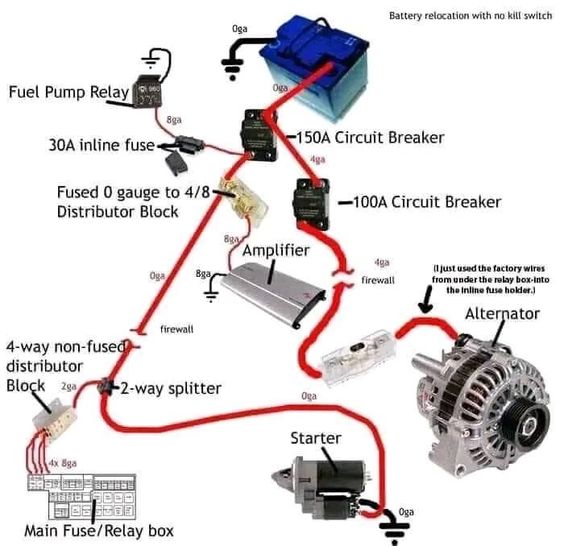 Battery relocation with no kill switch
0ga
Fuel Pump Relay
0ga
8ga
30A inline fuse
150A Circuit Breaker
4ga
Fused 0 gauge to 4/8
Distributor Block
100A Circuit Breaker
8ga
Amplifier
8ga
0ga
4ga
firewall
(I just used the factory wires
from under the relay box-into
the inline fuse holder.)
Alternator
firewall
4-way non-fused
distributor
Block
2ga
2-way splitter
0ga
Starter
4x 8ga
0ga
Main Fuse/Relay box